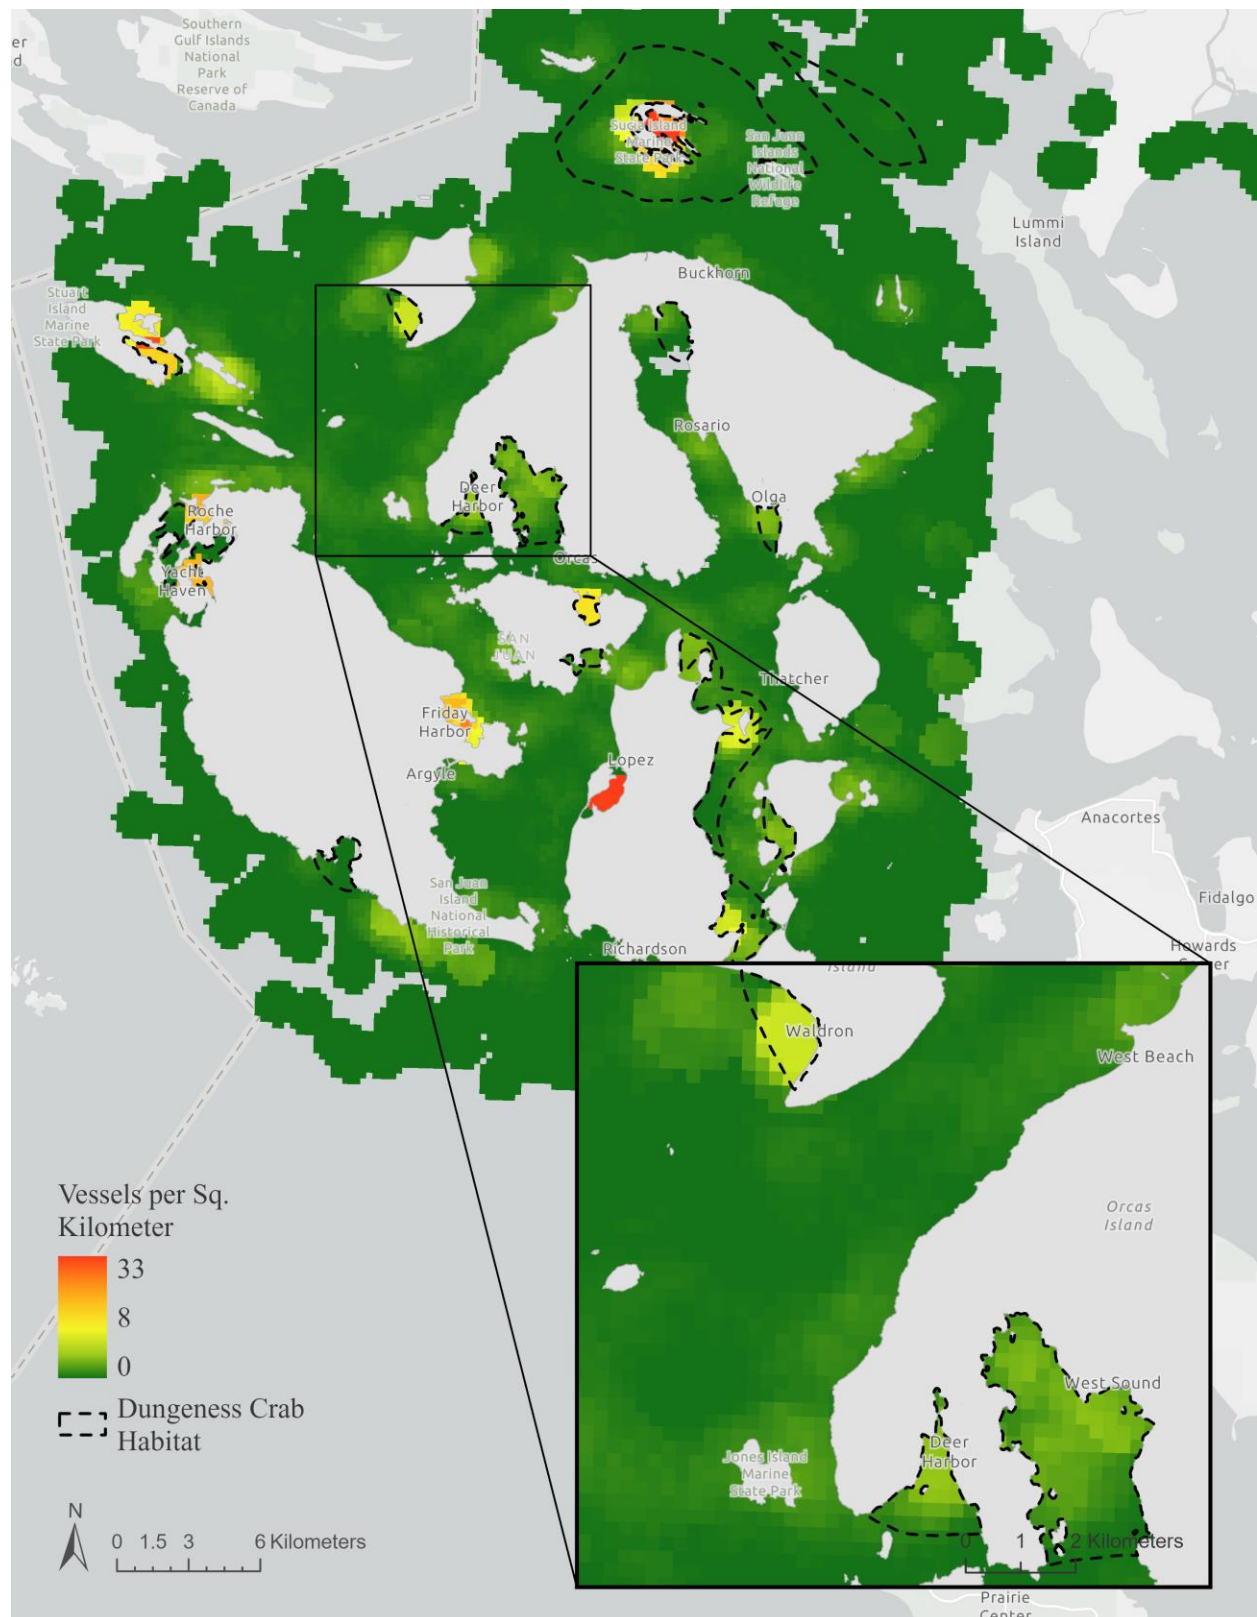 Southern
Gulf Islands
National
Park
Reserve of
Canada
er
d
Sucia Island
Marine
State Park
San Juan
Islands
National
Wildlife
Refuge
Lummi
Island
Buckhorn
Stuart
Island
Marine
State Park
Rosario
Deer
Harbor
Olga
Roche
Harbor
Orcas
Yacht
Haven
SAN
JUAN
Thatcher
Friday
Harbor
Argyle
Lopez
Anacortes
San Juan
Island
National
Historical
Park
Fidalgo
Richardson
Howards
Island
Waldron
West Beach
Orcas
Island
West Sound
Deer
Harbor
Jones Island
Marine
State Park
0 1 2 Kilometers
Prairie
Center
Vessels per Sq.
Kilometer
33
8
0
Dungeness Crab
Habitat
N
0 1.5 3 6 Kilometers